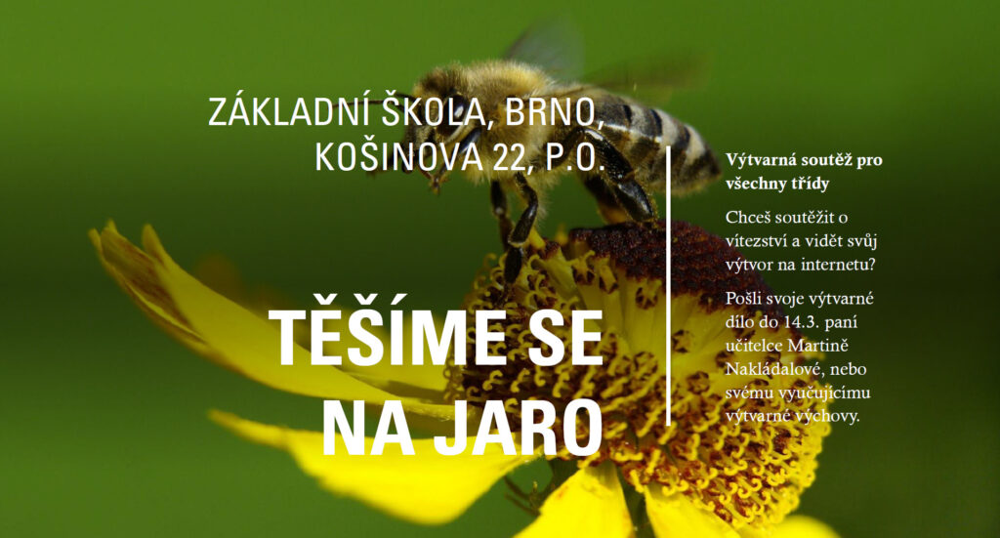 ZÁKLADNÍ ŠKOLA, BRNO,
KOŠINOVA 22, P.O.
TĚŠÍME SE
NA JARO
Výtvarná soutěž pro
všechny třídy
Chceš soutěžit o
vítezství a vidět svůj
výtvor na internetu?
Pošli svoje výtvarné
dílo do 14.3. paní
učitelce Martině
Nakládalové, nebo
svému vyučujícímu
výtvarné výchovy.